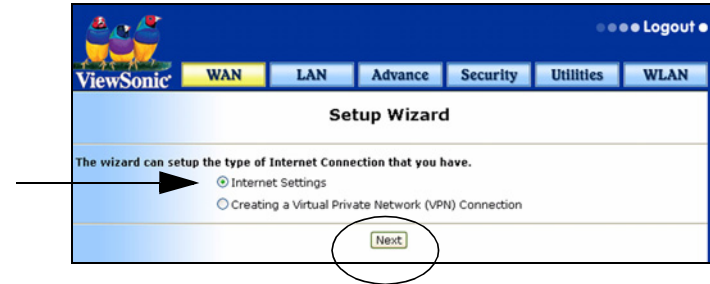 Logout
ViewSonic®
WAN LAN Advance Security Utilities WLAN
Setup Wizard
The wizard can setup the type of Internet Connection that you have.
Internet Settings
Creating a Virtual Private Network (VPN) Connection
Next